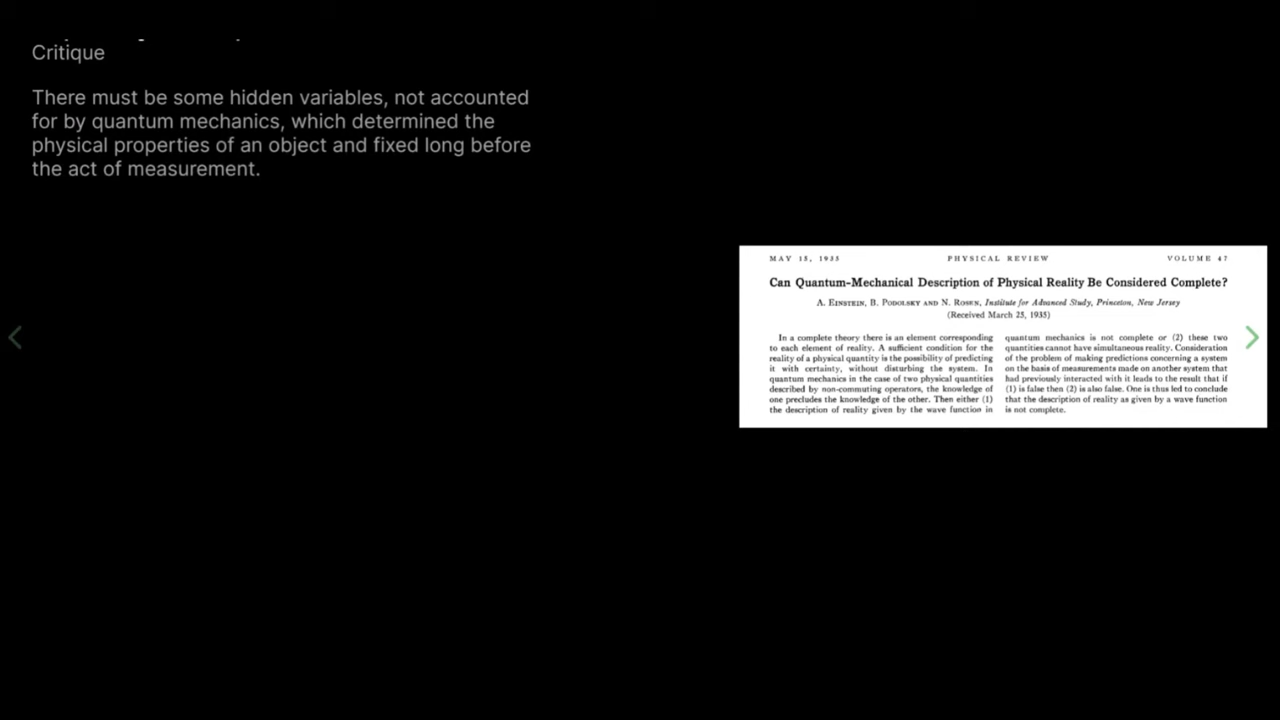 Critique
There must be some hidden variables, not accounted
for by quantum mechanics, which determined the
physical properties of an object and fixed long before
the act of measurement.
MAY 15, 1935 PHYSICAL REVIEW VOLUME 47
Can Quantum-Mechanical Description of Physical Reality Be Considered Complete?
A. EINSTEIN, B. PODOLSKY AND N. ROSEN, Institute for Advanced Study, Princeton, New Jersey
(Received March 25, 1935)
In a complete theory there is an element corresponding
to each element of reality. A sufficient condition for the
reality of a physical quantity is the possibility of predicting
it with certainty, without disturbing the system. In
quantum mechanics in the case of two physical quantities
described by non-commuting operators, the knowledge of
one precludes the knowledge of the other. Then either (1)
the description of reality given by the wave function in
quantum mechanics is not complete or (2) these two
quantities cannot have simultaneous reality. Consideration
of the problem of making predictions concerning a system
on the basis of measurements made on another system that
had previously interacted with it leads to the result that if
(1) is false then (2) is also false. One is thus led to conclude
that the description of reality as given by a wave function
is not complete.